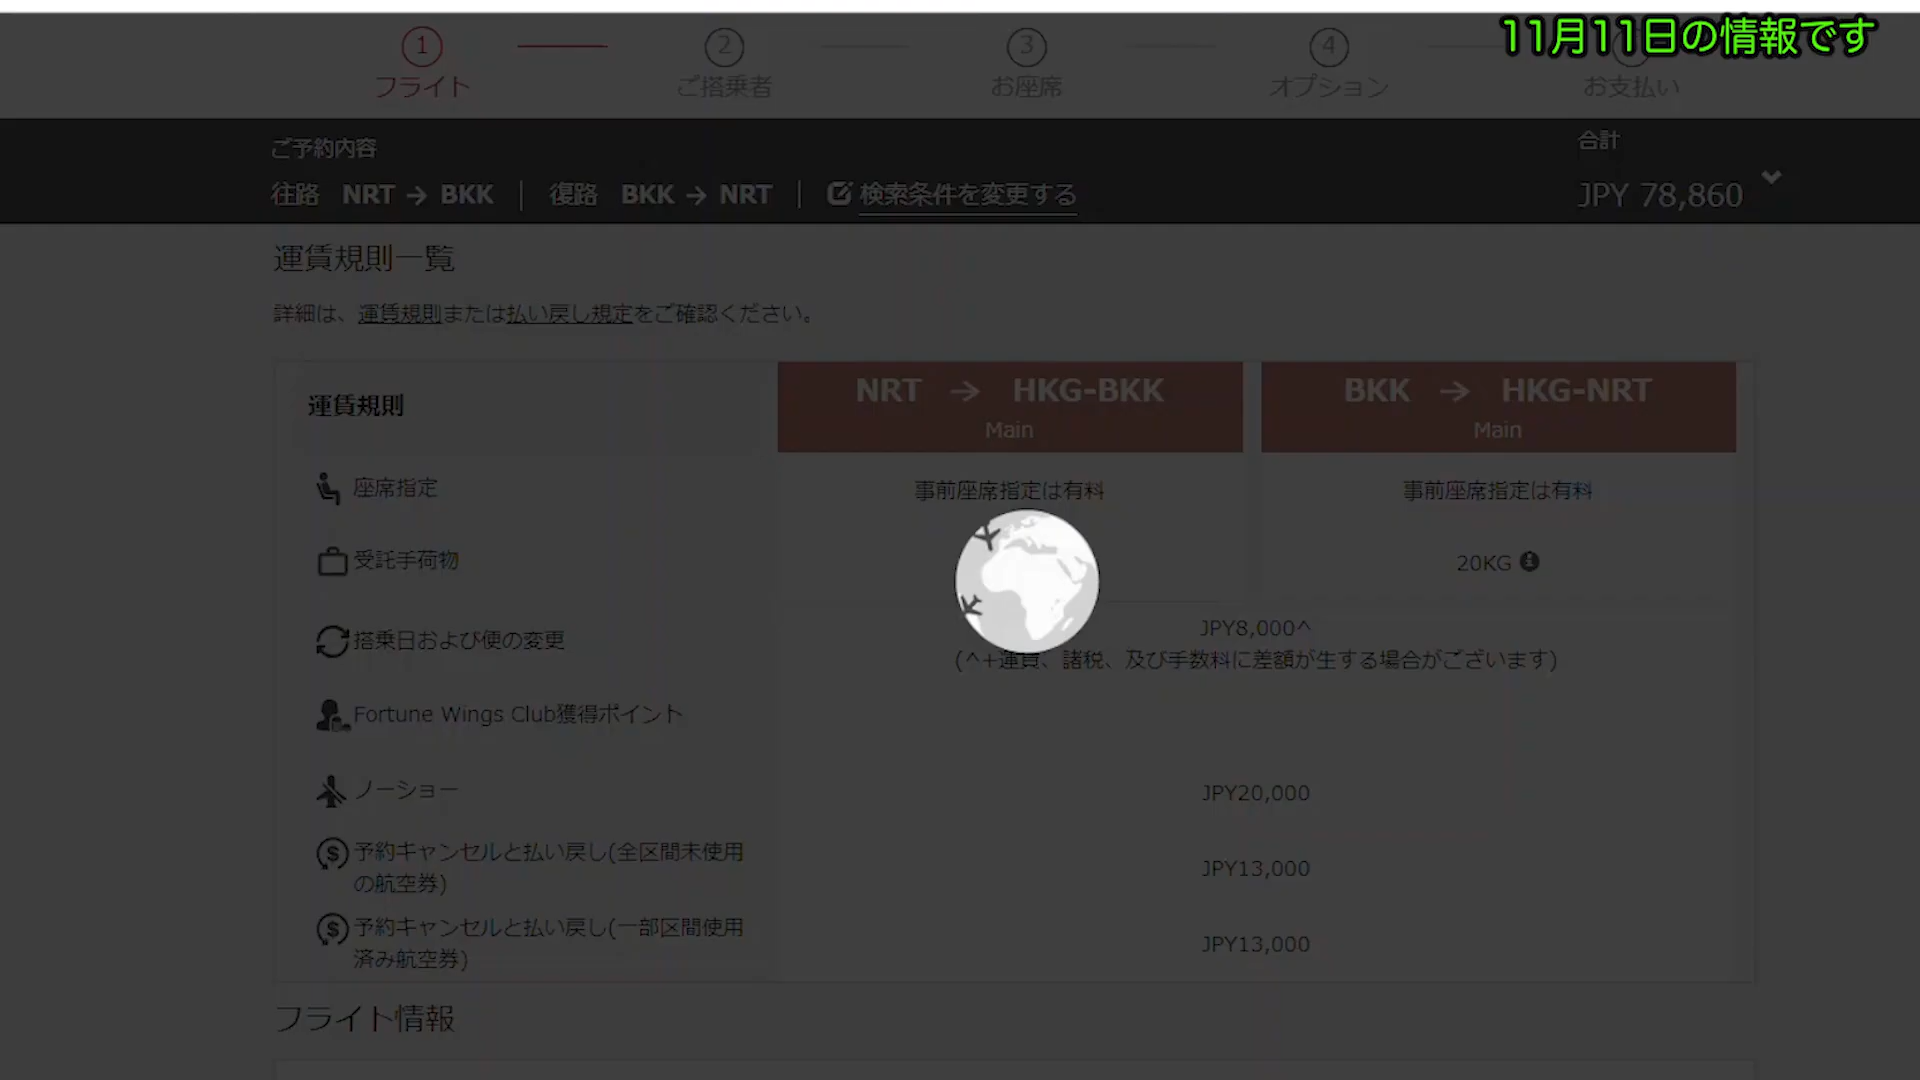 11月11日の情報です
1
2
3
4
フライト
ご搭乗者
お座席
オプション
お支払い
ご予約内容
合計
往路 NRT → BKK | 復路 BKK → NRT | 検索条件を変更する
JPY 78,860
運賃規則一覧
詳細は、運賃規則または払い戻し規定をご確認ください。
運賃規則
NRT → HKG-BKK
Main
BKK → HKG-NRT
Main
座席指定
事前座席指定は有料
事前座席指定は有料
受託手荷物
20KG
搭乗日および便の変更
JPY8,000^
(^+運賃、諸税、及び手数料に差額が生する場合がございます)
Fortune Wings Club獲得ポイント
ノーショー
JPY20,000
予約キャンセルと払い戻し(全区間未使用
の航空券)
JPY13,000
予約キャンセルと払い戻し(一部区間使用
済み航空券)
JPY13,000
フライト情報